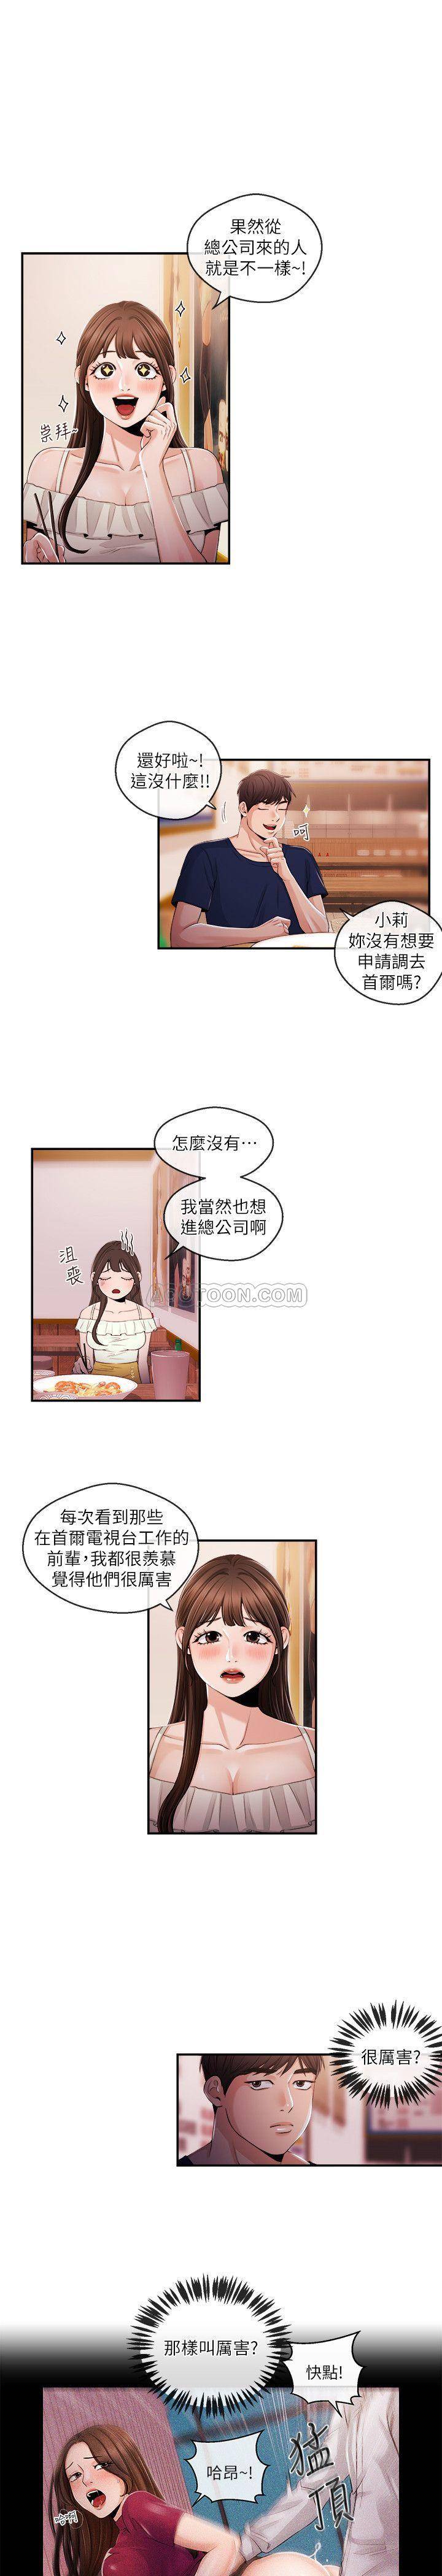 果然從
總公司來的人
就是不一樣~!
崇拜~
還好啦~!
這沒什麼!!
呵
小莉
妳沒有想要
申請調去
首爾嗎?
怎麼沒有…
我當然也想
進總公司啊
沮喪
ABUTOON.COM
每次看到那些
在首爾電視台工作的
前輩,我都很羨慕
覺得他們很厲害
很厲害?
那樣叫厲害?
快點!
哈昂~!
猛頂
哈啊